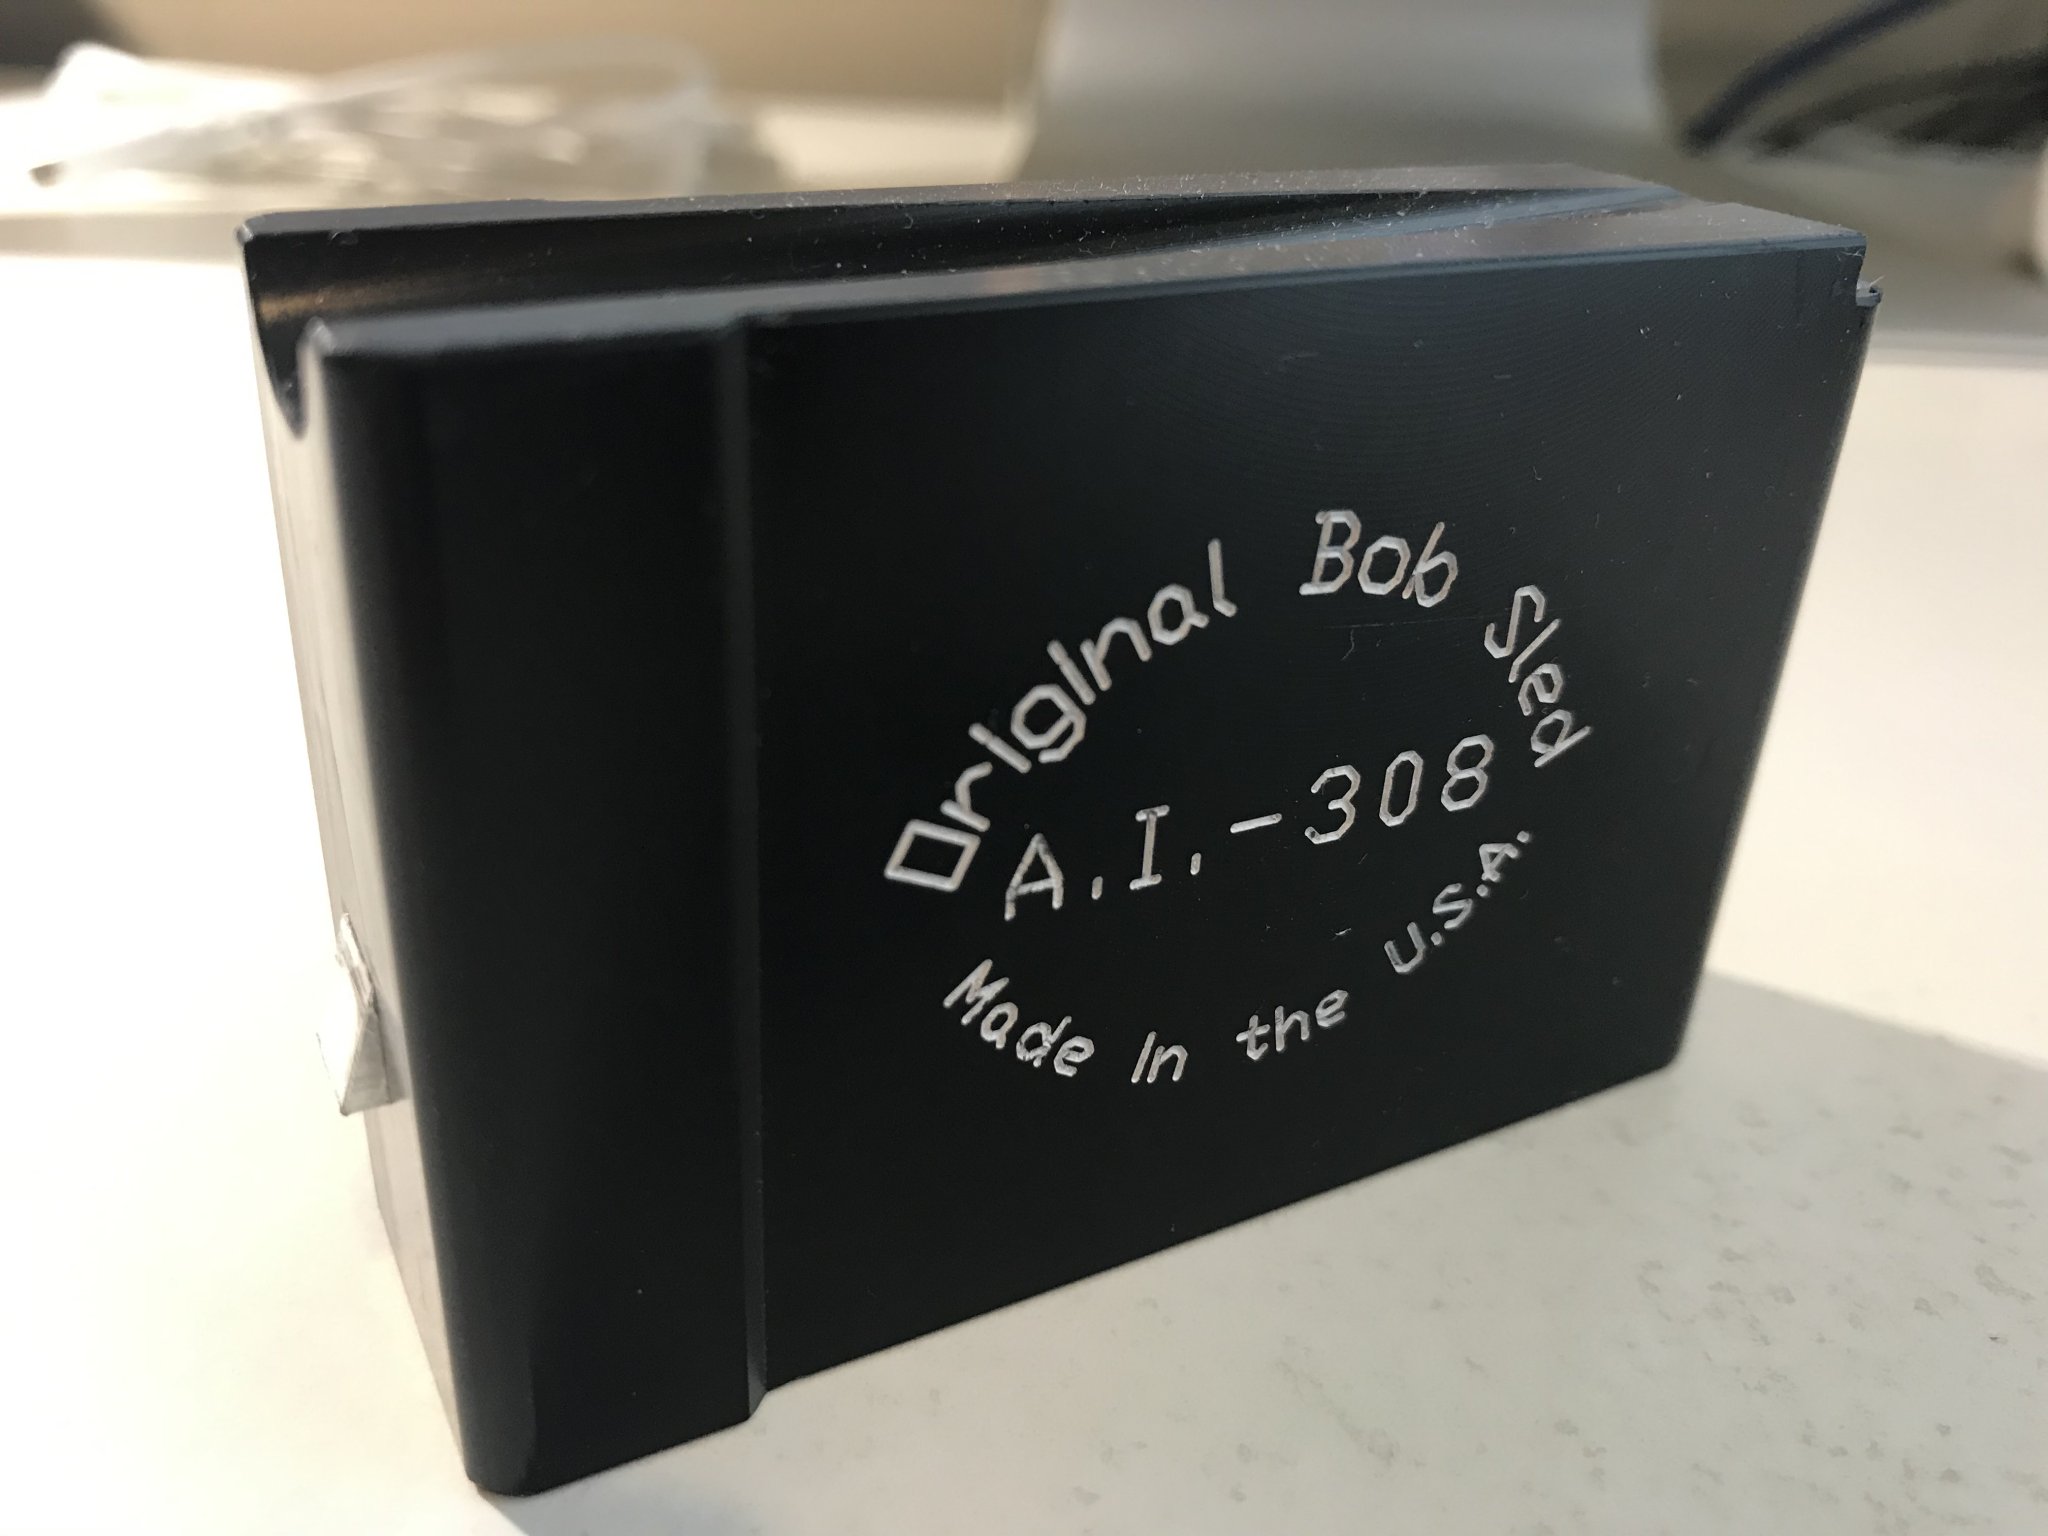 Original Bob Sled
A.I.-308
Made In the U.S.A.